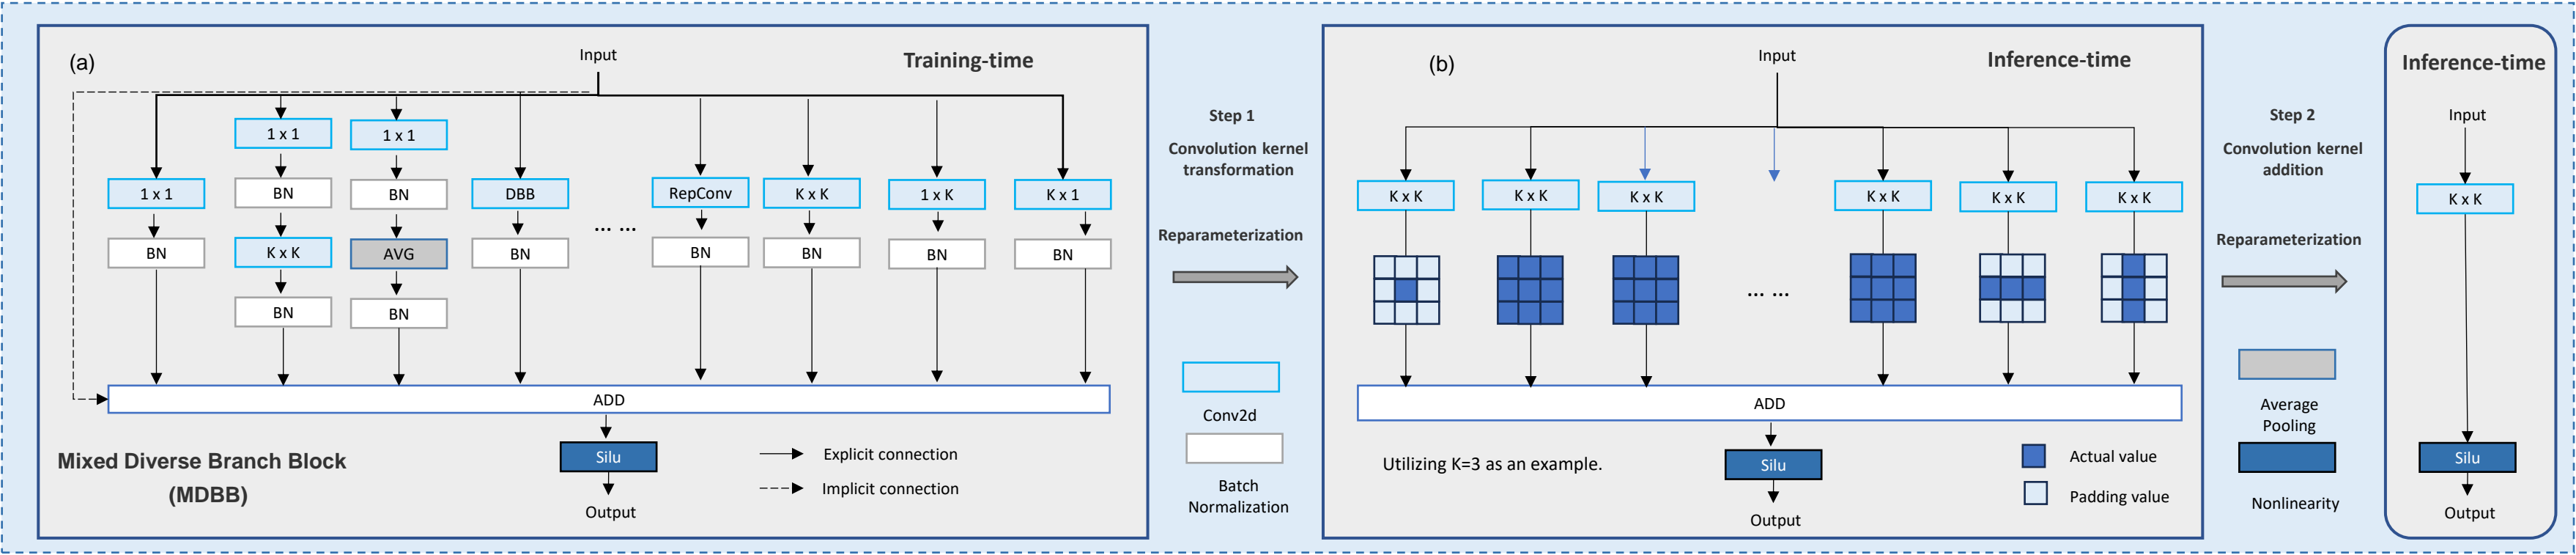 (a)
Input
Training-time
1 x 1
1 x 1
1 x 1
BN
BN
DBB
RepConv
K x K
1 x K
K x 1
BN
K x K
AVG
BN
... ...
BN
BN
BN
BN
BN
BN
ADD
Silu
Output
Mixed Diverse Branch Block
(MDBB)
Explicit connection
Implicit connection
Step 1
Convolution kernel
transformation
Reparameterization
Conv2d
Batch
Normalization
(b)
Input
Inference-time
K x K
K x K
K x K
K x K
K x K
K x K
... ...
ADD
Silu
Output
Utilizing K=3 as an example.
Actual value
Padding value
Step 2
Convolution kernel
addition
Reparameterization
Average
Pooling
Nonlinearity
Inference-time
Input
K x K
Silu
Output